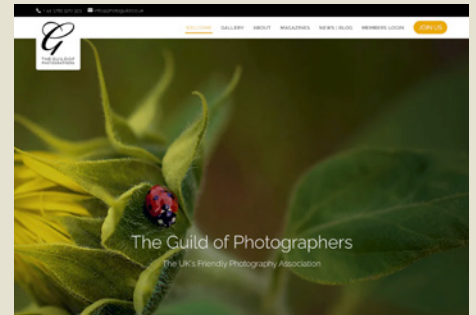 WELCOME GALLERY ABOUT MAGAZINES NEWS | BLOG MEMBERS LOGIN JOIN US
G
THE GUILD OF
PHOTOGRAPHERS
The Guild of Photographers
The UK's Friendly Photography Association